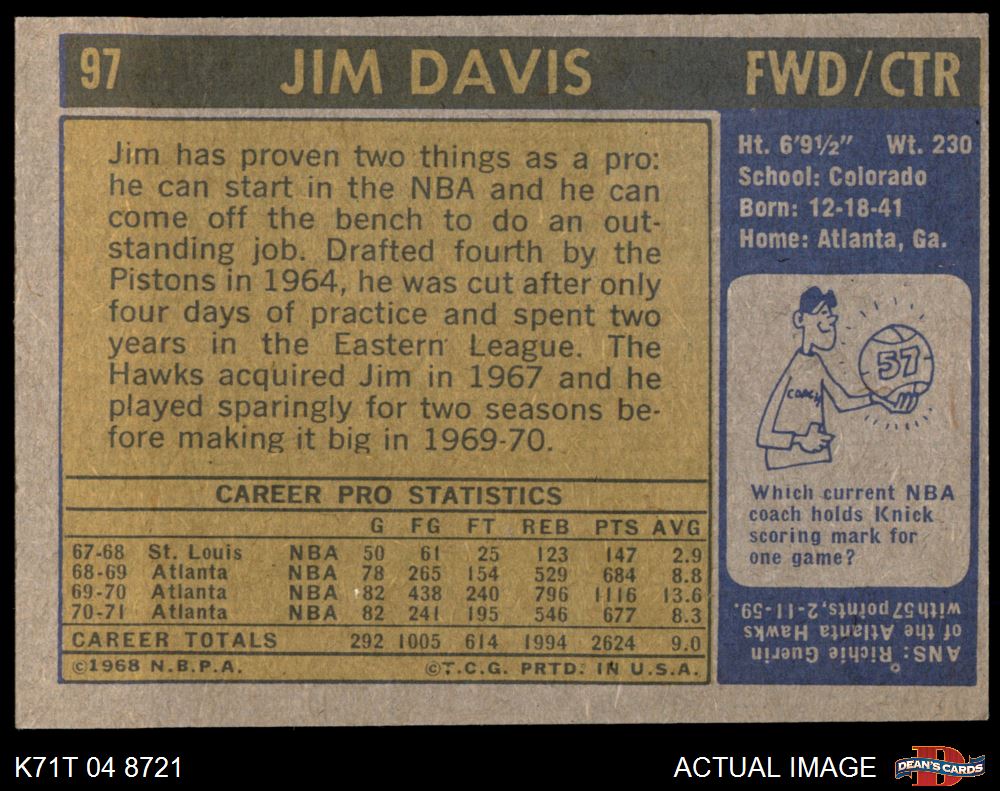 97 JIM DAVIS FWD/CTR
Jim has proven two things as a pro:
he can start in the NBA and he can
come off the bench to do an out-
standing job. Drafted fourth by the
Pistons in 1964, he was cut after only
four days of practice and spent two
years in the Eastern League. The
Hawks acquired Jim in 1967 and he
played sparingly for two seasons be-
fore making it big in 1969-70.
CAREER PRO STATISTICS
G FG FT REB PTS AVG
67-68 St. Louis NBA 50 61 25 123 147 2.9
68-69 Atlanta NBA 78 265 154 529 684 8.8
69-70 Atlanta NBA 82 438 240 796 1116 13.6
70-71 Atlanta NBA 82 241 195 546 677 8.3
CAREER TOTALS 292 1005 614 1994 2624 9.0
©1968 N.B.P.A. ©T.C.G. PRTD. IN U.S.A.
Ht. 6'9½" Wt. 230
School: Colorado
Born: 12-18-41
Home: Atlanta, Ga.
57
COACH
Which current NBA
coach holds Knick
scoring mark for
one game?
ANS: Richie Guerin
of the Atlanta Hawks
with 57 points, 2-11-59.
K71T 04 8721 ACTUAL IMAGE
D
DEAN'S CARDS